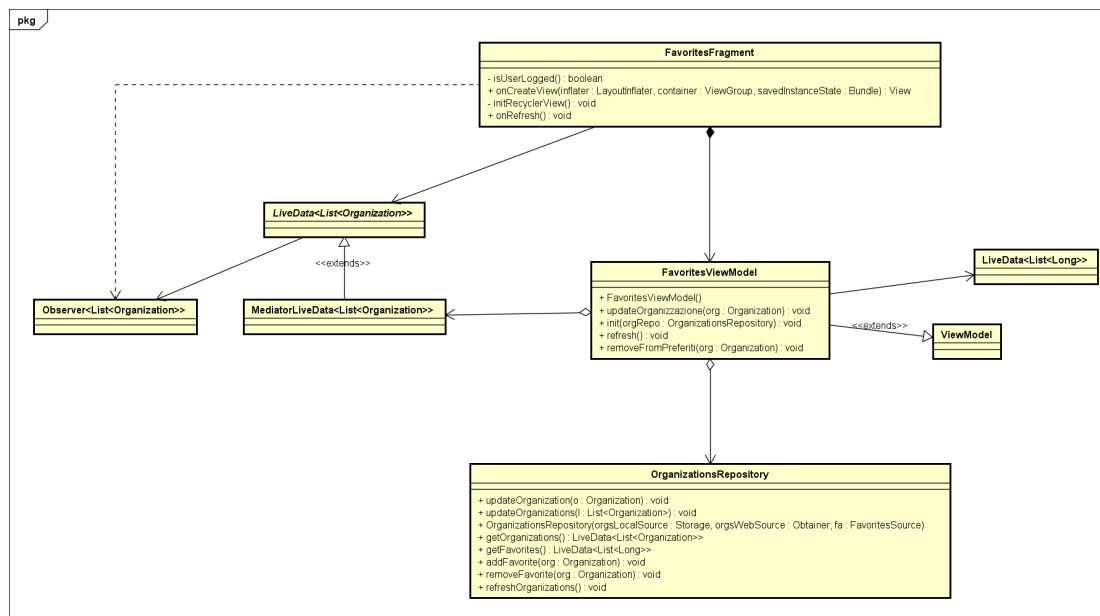 pkg
FavoritesFragment
- isUserLogged() : boolean
+ onCreateView(inflater : LayoutInflater, container : ViewGroup, savedInstanceState : Bundle) : View
- initRecyclerView() : void
+ onRefresh() : void
LiveData<List<Organization>>
<<extends>>
Observer<List<Organization>>
MediatorLiveData<List<Organization>>
FavoritesViewModel
+ FavoritesViewModel()
+ updateOrganizzazione(org : Organization) : void
+ init(orgRepo : OrganizationsRepository) : void
+ refresh() : void
+ removeFromPreferiti(org : Organization) : void
LiveData<List<Long>>
<<extends>>
ViewModel
OrganizationsRepository
+ updateOrganization(o : Organization) : void
+ updateOrganizations(l : List<Organization>) : void
+ OrganizationsRepository(orgsLocalSource : Storage, orgsWebSource : Obtainer, fa : FavoritesSource)
+ getOrganizations() : LiveData<List<Organization>>
+ getFavorites() : LiveData<List<Long>>
+ addFavorite(org : Organization) : void
+ removeFavorite(org : Organization) : void
+ refreshOrganizations() : void